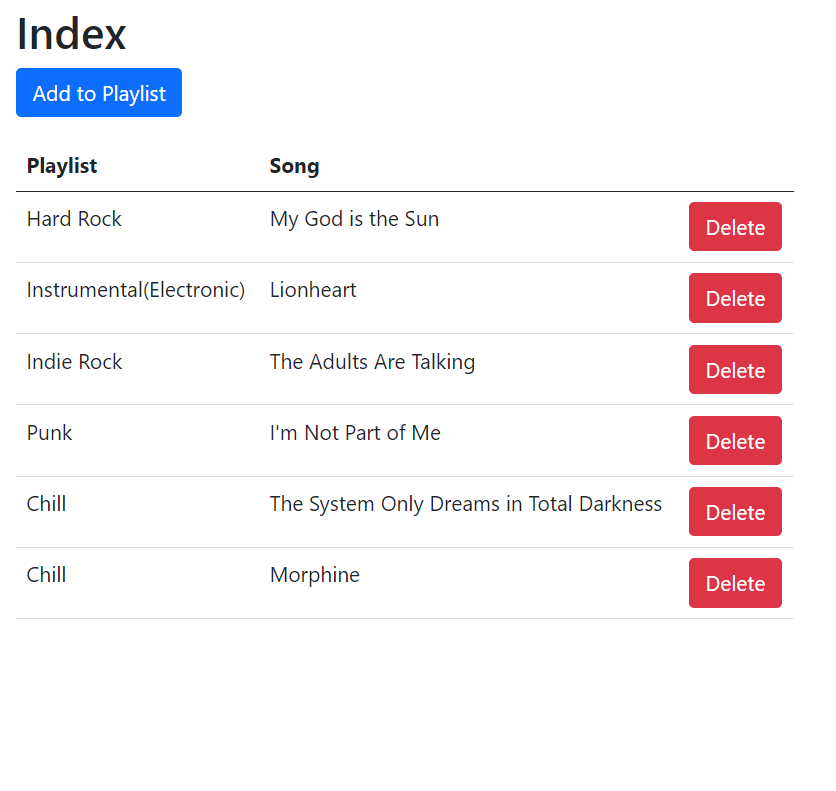 Index
Add to Playlist
Playlist Song
Hard Rock My God is the Sun Delete
Instrumental(Electronic) Lionheart Delete
Indie Rock The Adults Are Talking Delete
Punk I'm Not Part of Me Delete
Chill The System Only Dreams in Total Darkness Delete
Chill Morphine Delete